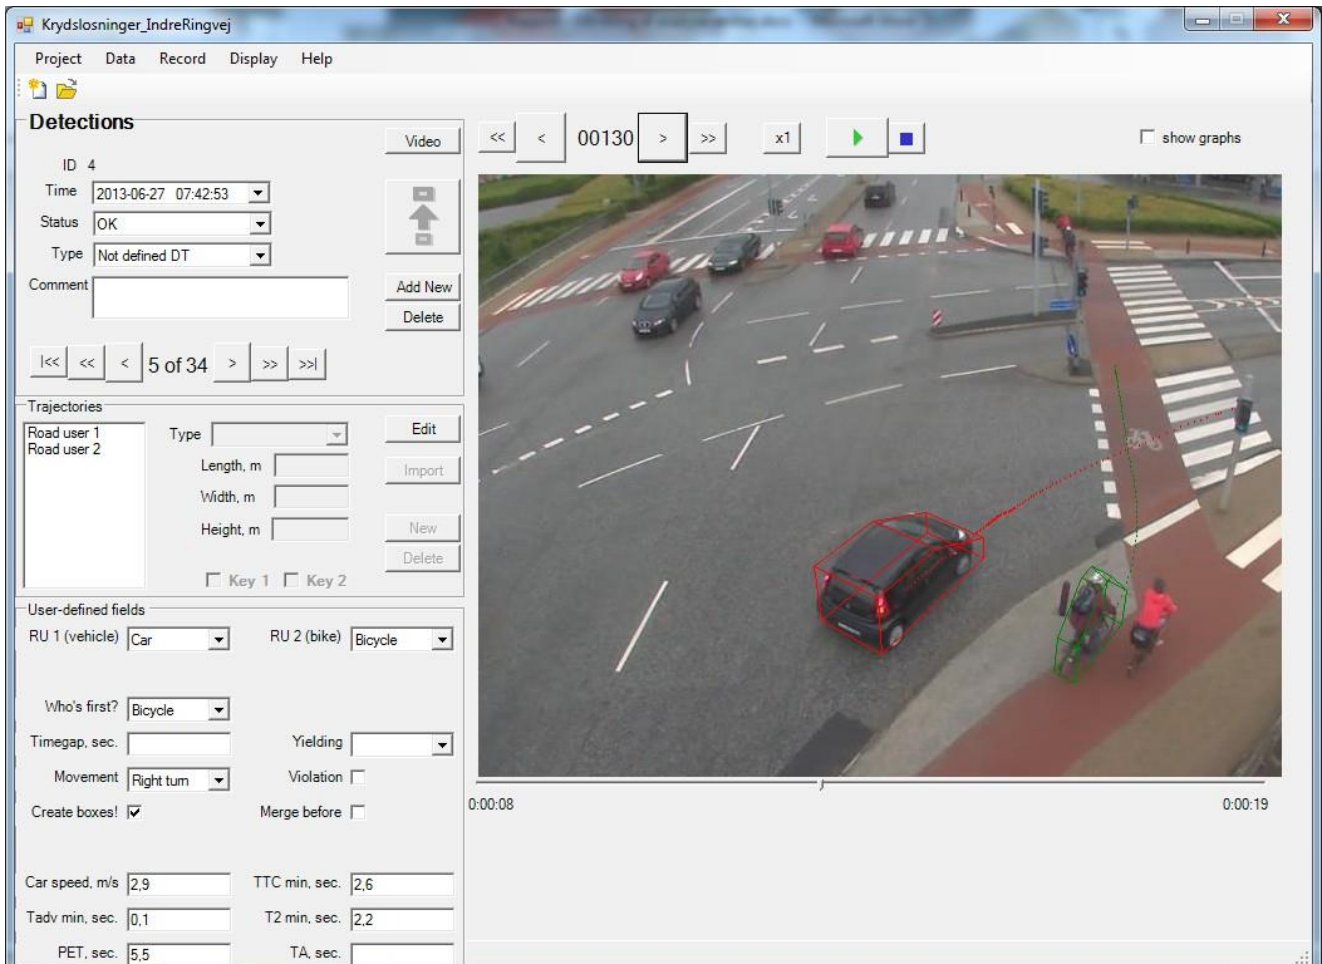 Krydslosninger_IndreRingvej
Project Data Record Display Help
Detections
Video
ID 4
Time 2013-06-27 07:42:53
Status OK
Type Not defined DT
Comment
Add New
Delete
|<< << < 5 of 34 > >> >>|
<< < 00130 > >> x1
show graphs
Trajectories
Road user 1
Road user 2
Type
Edit
Length, m
Import
Width, m
Height, m
New
Delete
Key 1 Key 2
User-defined fields
RU 1 (vehicle) Car RU 2 (bike) Bicycle
Who's first? Bicycle
Timegap, sec. Yielding
Movement Right turn Violation
Create boxes! Merge before
Car speed, m/s 2,9 TTC min, sec. 2,6
Tadv min, sec. 0,1 T2 min, sec. 2,2
PET, sec. 5,5 TA, sec.
0:00:08 0:00:19